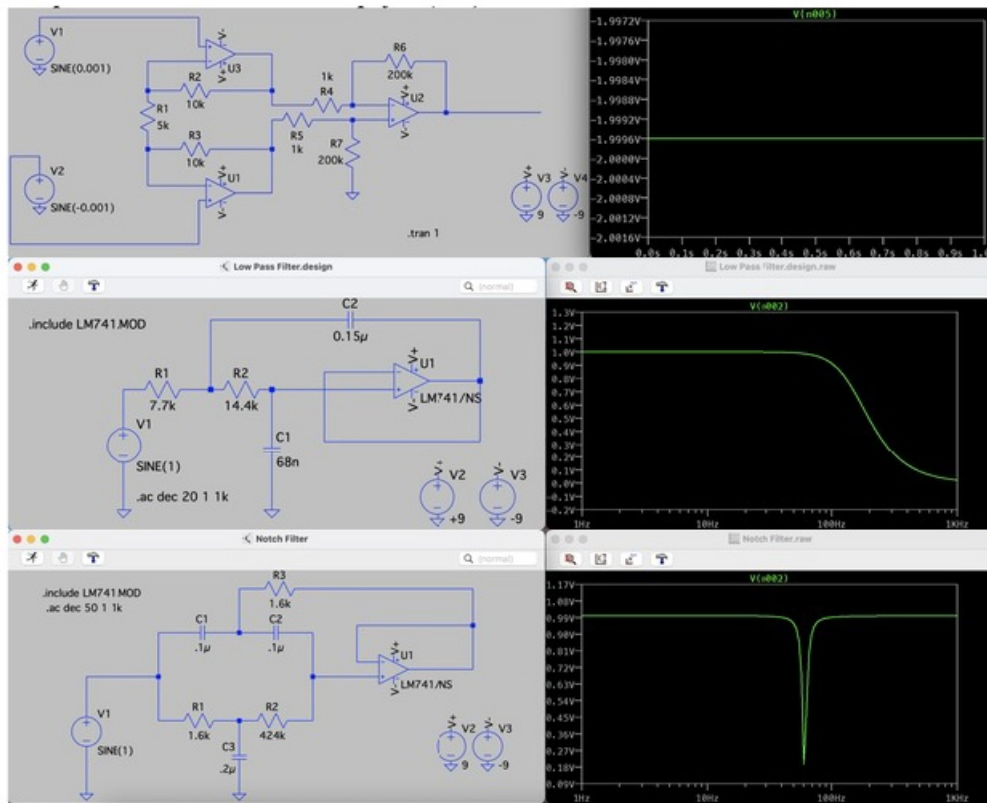 V1
SINE(0.001)
R2
10k
R1
5k
R3
10k
V2
SINE(-0.001)
V-
U3
V+
V+
U1
V-
1k
R4
R5
1k
R6
200k
V+
U2
V-
R7
200k
.tran 1
V+
V3
9
V-
V4
-9
V(n005)
-1.9972V
-1.9976V
-1.9980V
-1.9984V
-1.9988V
-1.9992V
-1.9996V
-2.0000V
-2.0004V
-2.0008V
-2.0012V
-2.0016V
0.0s 0.1s 0.2s 0.3s 0.4s 0.5s 0.6s 0.7s 0.8s 0.9s 1.0
Low Pass Filter.design
(normal)
.include LM741.MOD
C2
0.15µ
R1
7.7k
R2
14.4k
V+
U1
V-
LM741/NS
V1
SINE(1)
C1
68n
.ac dec 20 1 1k
V+
V2
+9
V-
V3
-9
Low Pass Filter.design.raw
V(n002)
1.3V
1.2V
1.1V
1.0V
0.9V
0.8V
0.7V
0.6V
0.5V
0.4V
0.3V
0.2V
0.1V
0.0V
-0.1V
-0.2V
1Hz 10Hz 100Hz 1KHz
Notch Filter
(normal)
.include LM741.MOD
.ac dec 50 1 1k
R3
1.6k
C1
.1µ
C2
.1µ
V+
U1
V-
LM741/NS
V1
SINE(1)
R1
1.6k
R2
424k
C3
.2µ
V+
V2
9
V-
V3
-9
Notch Filter.raw
V(n002)
1.17V
1.08V
0.99V
0.90V
0.81V
0.72V
0.63V
0.54V
0.45V
0.36V
0.27V
0.18V
0.09V
1Hz 10Hz 100Hz 1KHz